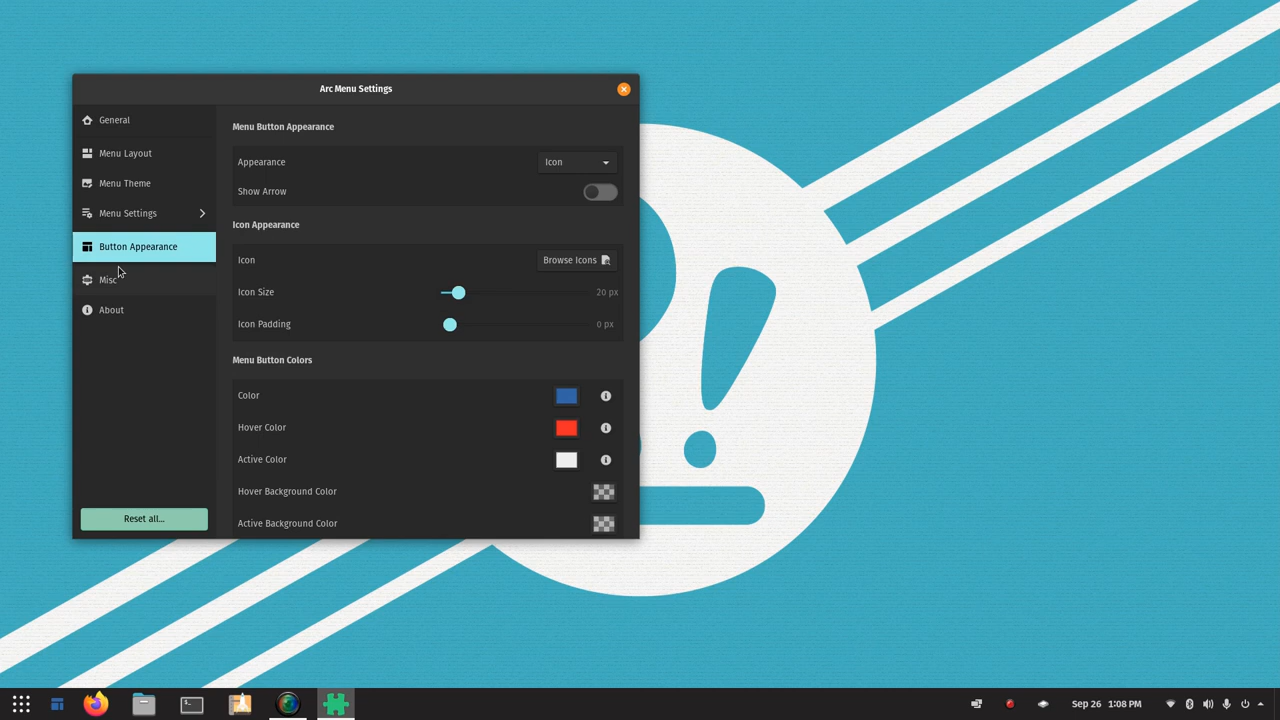 Arc Menu Settings
General
Menu Layout
Menu Theme
Menu Settings
Button Appearance
Misc
About
Reset all...
Menu Button Appearance
Appearance
Icon
Show Arrow
Icon Appearance
Icon
Browse Icons
Icon Size
20 px
Icon Padding
0 px
Menu Button Colors
Color
Hover Color
Active Color
Hover Background Color
Active Background Color
Sep 26 1:08 PM